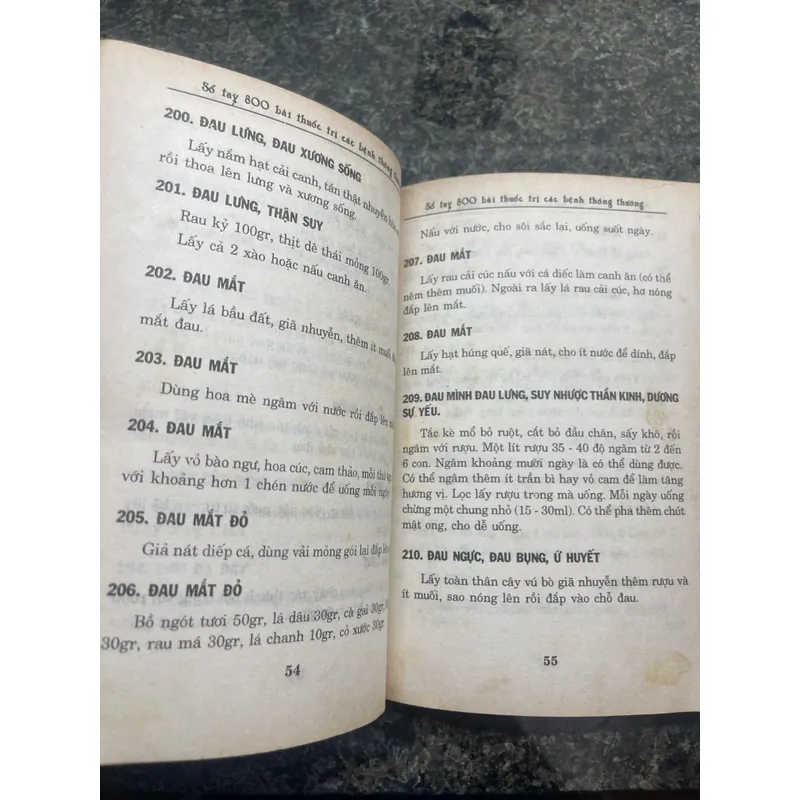 Sổ tay 800 bài thuốc trị các bệnh thông
200. ĐAU LƯNG, ĐAU XƯƠNG SỐNG
Lấy nắm hạt cải canh, tán thật nhuyễn
rồi thoa lên lưng và xương sống.
201. ĐAU LƯNG, THẬN SUY
Rau kỷ 100gr, thịt dê thái mỏng 100gr.
Lấy cả 2 xào hoặc nấu canh ăn.
202. ĐAU MẮT
Lấy lá bầu đất, giã nhuyễn, thêm ít muối
mắt đau.
203. ĐAU MẮT
Dùng hoa mè ngâm với nước rồi đắp lên
204. ĐAU MẮT
Lấy vỏ bào ngư, hoa cúc, cam thảo, mỗi thứ
với khoảng hơn 1 chén nước để uống mỗi
205. ĐAU MẮT ĐỎ
Giả nát diếp cá, dùng vải mỏng gói lại đắp lên
206. ĐAU MẮT ĐỎ
Bồ ngót tươi 50gr, lá dâu 30gr, cà gai 30gr,
30gr, rau má 30gr, lá chanh 10gr, cỏ xước 30gr
54
Sổ tay 800 bài thuốc trị các bệnh thông thường
Nấu với nước, cho sôi sắc lại, uống suốt ngày.
207. ĐAU MẮT
Lấy rau cải cúc nấu với cá diếc làm canh ăn (có thể
nêm thêm muối). Ngoài ra lấy lá rau cải cúc, hơ nóng
đắp lên mắt.
208. ĐAU MẮT
Lấy hạt húng quế, giã nát, cho ít nước để dính, đắp
lên mắt.
209. ĐAU MÌNH ĐAU LƯNG, SUY NHƯỢC THẦN KINH, DƯƠNG
SỰ YẾU.
Tắc kè mổ bỏ ruột, cắt bỏ đầu chân, sấy khô, rồi
ngâm với rượu. Một lít rượu 35 - 40 độ ngâm từ 2 đến
6 con. Ngâm khoảng mười ngày là có thể dùng được.
Có thể ngâm thêm ít trần bì hay vỏ cam để làm tăng
hương vị. Lọc lấy rượu trong mà uống. Mỗi ngày uống
chừng một chung nhỏ (15 - 30ml). Có thể pha thêm chút
mật ong, cho dễ uống.
210. ĐAU NGỰC, ĐAU BỤNG, Ứ HUYẾT
Lấy toàn thân cây vú bò giã nhuyễn thêm rượu và
ít muối, sao nóng lên rồi đắp vào chỗ đau.
55